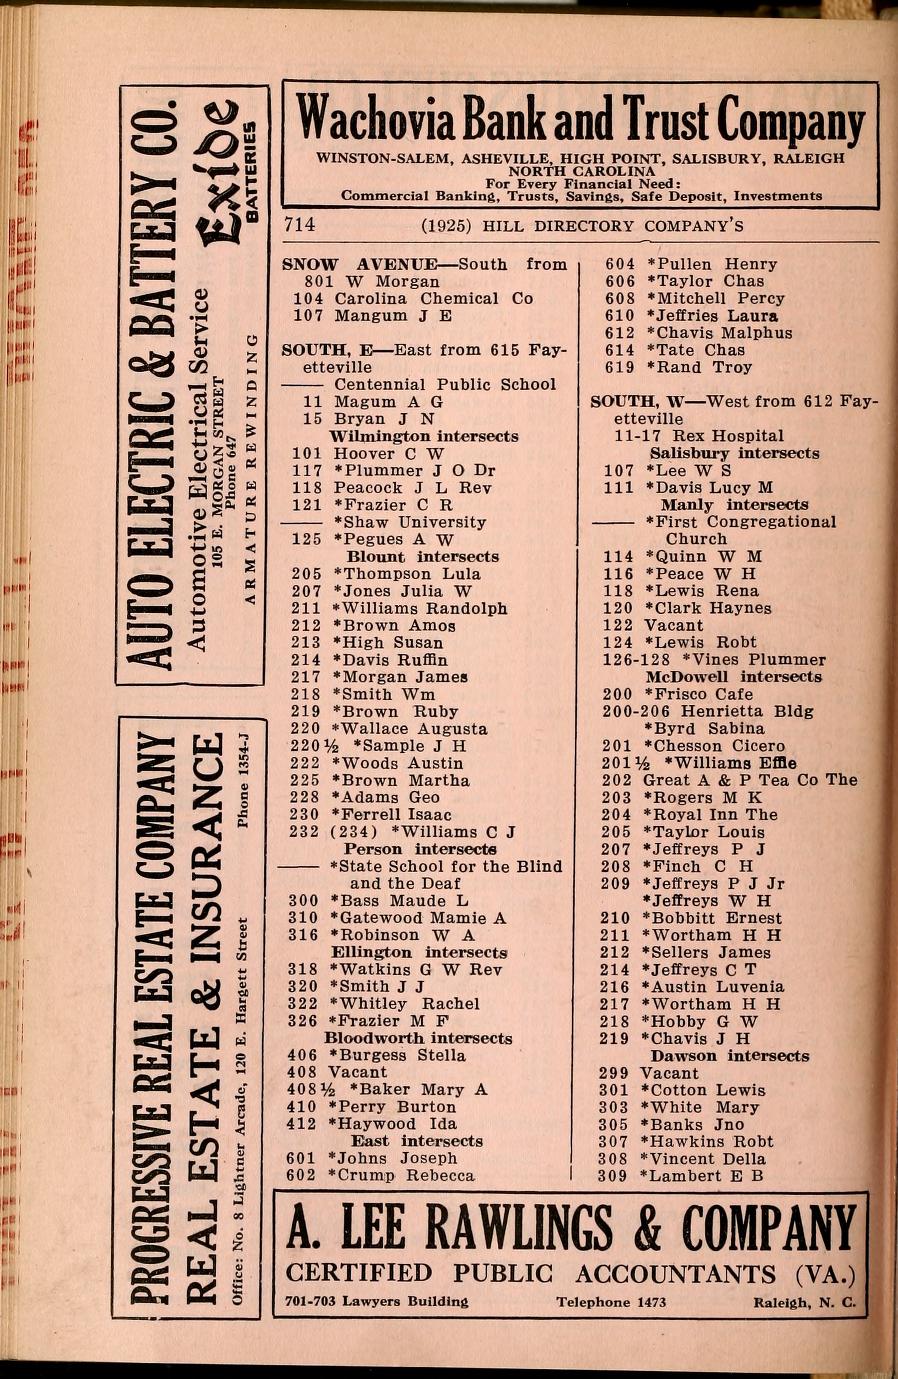 AUTO ELECTRIC & BATTERY CO.
Automotive Electrical Service
105 E. MORGAN STREET
Phone 647
ARMATURE REWINDING
Exide
BATTERIES
PROGRESSIVE REAL ESTATE COMPANY
REAL ESTATE & INSURANCE
Office: No. 8 Lightner Arcade, 120 E. Hargett Street
Phone 1354-J
Wachovia Bank and Trust Company
WINSTON-SALEM, ASHEVILLE, HIGH POINT, SALISBURY, RALEIGH
NORTH CAROLINA
For Every Financial Need:
Commercial Banking, Trusts, Savings, Safe Deposit, Investments
714 (1925) HILL DIRECTORY COMPANY'S
SNOW AVENUE—South from
801 W Morgan
104 Carolina Chemical Co
107 Mangum J E
SOUTH, E—East from 615 Fay-
etteville
—— Centennial Public School
11 Magum A G
15 Bryan J N
Wilmington intersects
101 Hoover C W
117 *Plummer J O Dr
118 Peacock J L Rev
121 *Frazier C R
—— *Shaw University
125 *Pegues A W
Blount intersects
205 *Thompson Lula
207 *Jones Julia W
211 *Williams Randolph
212 *Brown Amos
213 *High Susan
214 *Davis Ruffin
217 *Morgan James
218 *Smith Wm
219 *Brown Ruby
220 *Wallace Augusta
220½ *Sample J H
222 *Woods Austin
225 *Brown Martha
228 *Adams Geo
230 *Ferrell Isaac
232 (234) *Williams C J
Person intersects
—— *State School for the Blind
and the Deaf
300 *Bass Maude L
310 *Gatewood Mamie A
316 *Robinson W A
Ellington intersects
318 *Watkins G W Rev
320 *Smith J J
322 *Whitley Rachel
326 *Frazier M F
Bloodworth intersects
406 *Burgess Stella
408 Vacant
408½ *Baker Mary A
410 *Perry Burton
412 *Haywood Ida
East intersects
601 *Johns Joseph
602 *Crump Rebecca
604 *Pullen Henry
606 *Taylor Chas
608 *Mitchell Percy
610 *Jeffries Laura
612 *Chavis Malphus
614 *Tate Chas
619 *Rand Troy
SOUTH, W—West from 612 Fay-
etteville
11-17 Rex Hospital
Salisbury intersects
107 *Lee W S
111 *Davis Lucy M
Manly intersects
—— *First Congregational
Church
114 *Quinn W M
116 *Peace W H
118 *Lewis Rena
120 *Clark Haynes
122 Vacant
124 *Lewis Robt
126-128 *Vines Plummer
McDowell intersects
200 *Frisco Cafe
200-206 Henrietta Bldg
*Byrd Sabina
201 *Chesson Cicero
201½ *Williams Effie
202 Great A & P Tea Co The
203 *Rogers M K
204 *Royal Inn The
205 *Taylor Louis
207 *Jeffreys P J
208 *Finch C H
209 *Jeffreys P J Jr
*Jeffreys W H
210 *Bobbitt Ernest
211 *Wortham H H
212 *Sellers James
214 *Jeffreys C T
216 *Austin Luvenia
217 *Wortham H H
218 *Hobby G W
219 *Chavis J H
Dawson intersects
299 Vacant
301 *Cotton Lewis
303 *White Mary
305 *Banks Jno
307 *Hawkins Robt
308 *Vincent Della
309 *Lambert E B
A. LEE RAWLINGS & COMPANY
CERTIFIED PUBLIC ACCOUNTANTS (VA.)
701-703 Lawyers Building Telephone 1473 Raleigh, N. C.